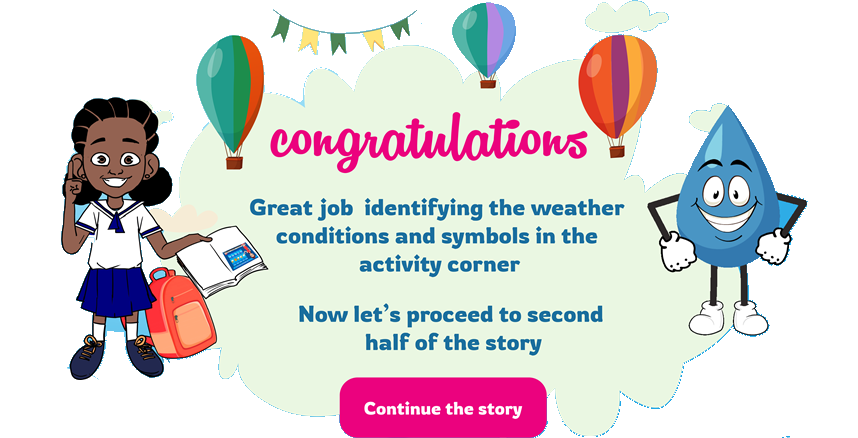 congratulations
Great job identifying the weather
conditions and symbols in the
activity corner
Now let's proceed to second
half of the story
Continue the story